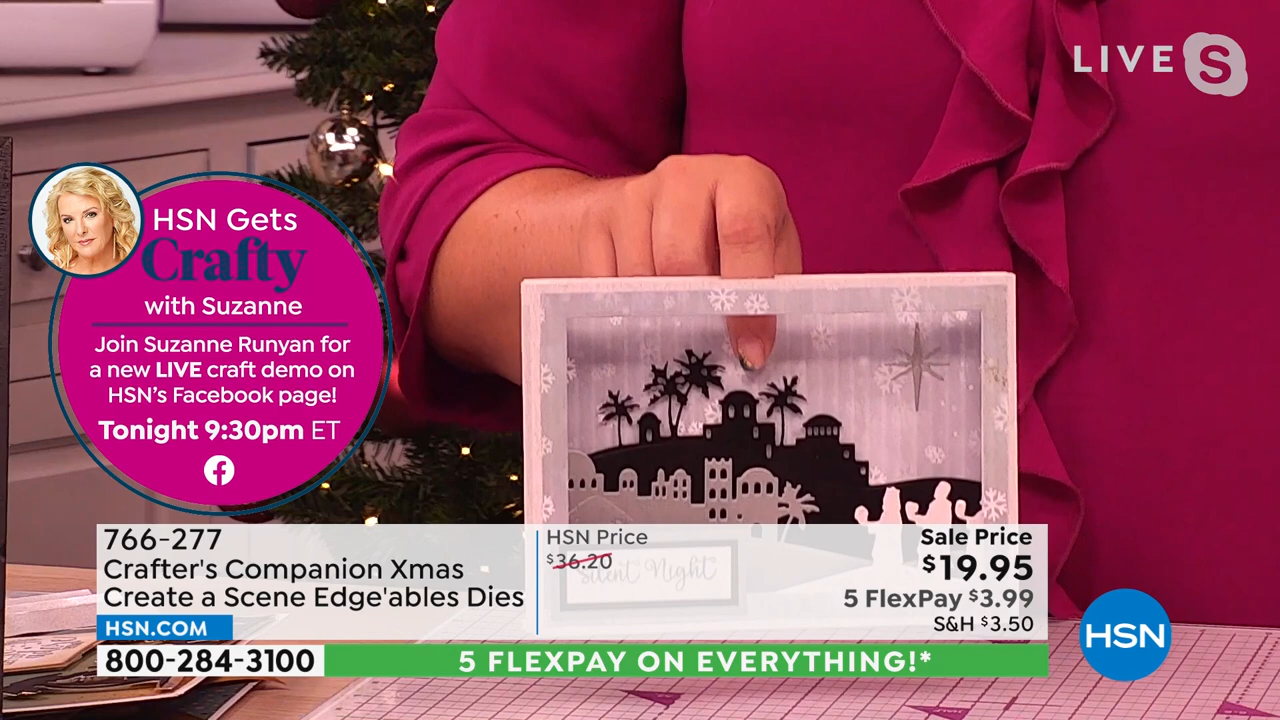 LIVE S
HSN Gets
Crafty
with Suzanne
Join Suzanne Runyan for
a new LIVE craft demo on
HSN's Facebook page!
Tonight 9:30pm ET
766-277
Crafter's Companion Xmas
Create a Scene Edge'ables Dies
HSN.COM
HSN Price
$36.20
Silent Night
Sale Price
$19.95
5 FlexPay $3.99
S&H $3.50
800-284-3100
5 FLEXPAY ON EVERYTHING!*
HSN